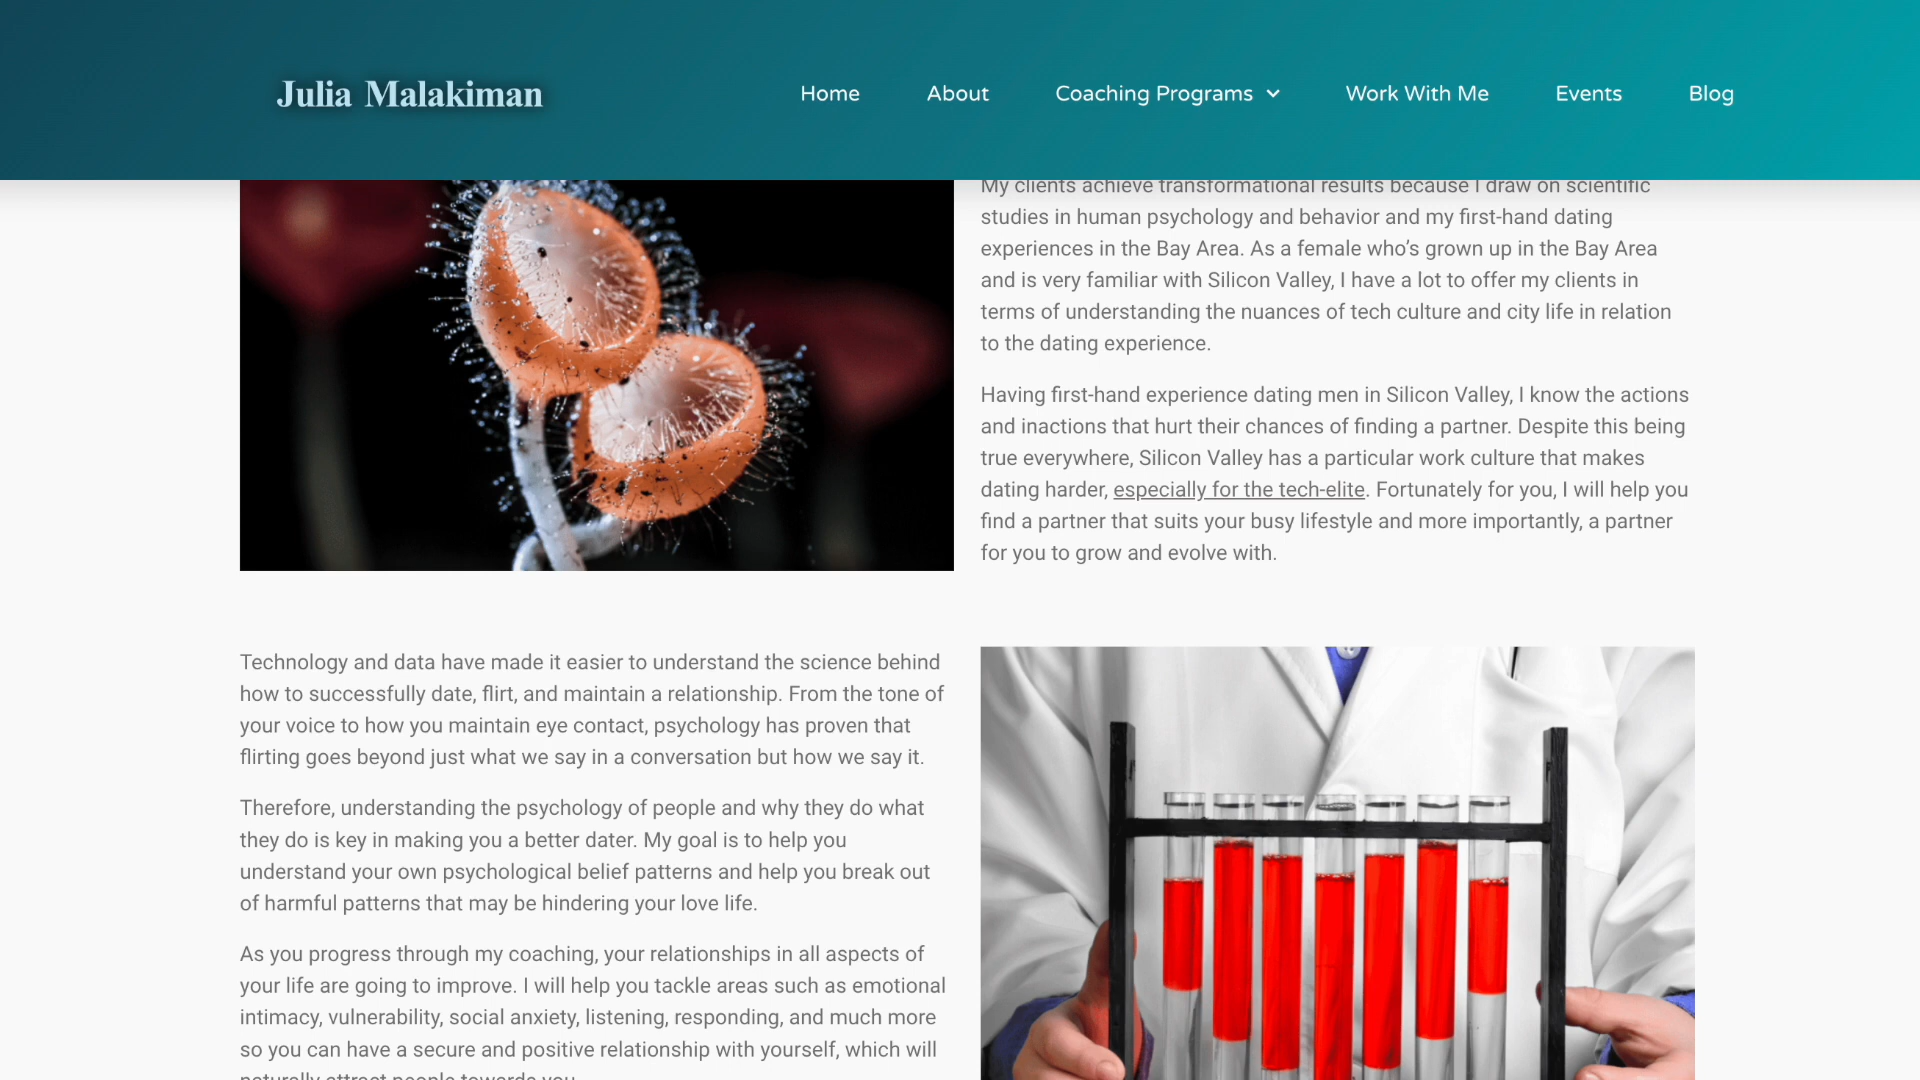 Julia Malakiman
Home
About
Coaching Programs
Work With Me
Events
Blog
My clients achieve transformational results because I draw on scientific
studies in human psychology and behavior and my first-hand dating
experiences in the Bay Area. As a female who’s grown up in the Bay Area
and is very familiar with Silicon Valley, I have a lot to offer my clients in
terms of understanding the nuances of tech culture and city life in relation
to the dating experience.
Having first-hand experience dating men in Silicon Valley, I know the actions
and inactions that hurt their chances of finding a partner. Despite this being
true everywhere, Silicon Valley has a particular work culture that makes
dating harder, especially for the tech-elite. Fortunately for you, I will help you
find a partner that suits your busy lifestyle and more importantly, a partner
for you to grow and evolve with.
Technology and data have made it easier to understand the science behind
how to successfully date, flirt, and maintain a relationship. From the tone of
your voice to how you maintain eye contact, psychology has proven that
flirting goes beyond just what we say in a conversation but how we say it.
Therefore, understanding the psychology of people and why they do what
they do is key in making you a better dater. My goal is to help you
understand your own psychological belief patterns and help you break out
of harmful patterns that may be hindering your love life.
As you progress through my coaching, your relationships in all aspects of
your life are going to improve. I will help you tackle areas such as emotional
intimacy, vulnerability, social anxiety, listening, responding, and much more
so you can have a secure and positive relationship with yourself, which will
naturally attract people towards you.